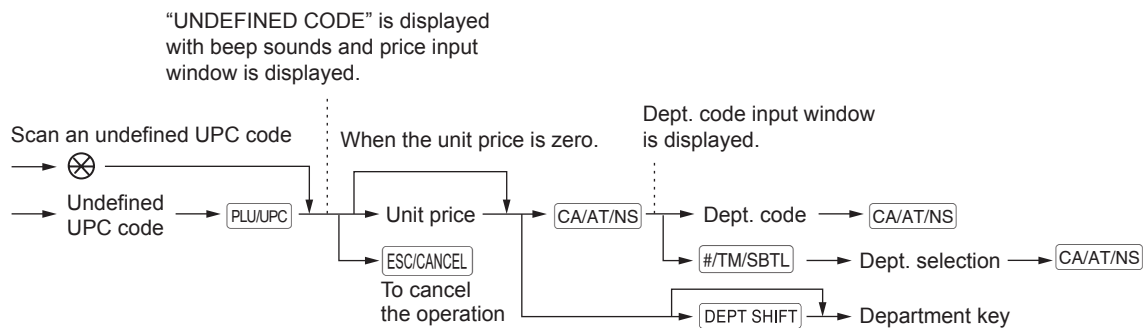 “UNDEFINED CODE” is displayed
with beep sounds and price input
window is displayed.
Dept. code input window
is displayed.
Scan an undefined UPC code
When the unit price is zero.
Undefined
UPC code
PLU/UPC
Unit price
CA/AT/NS
Dept. code
CA/AT/NS
ESC/CANCEL
To cancel
the operation
#/TM/SBTL
Dept. selection
CA/AT/NS
DEPT SHIFT
Department key